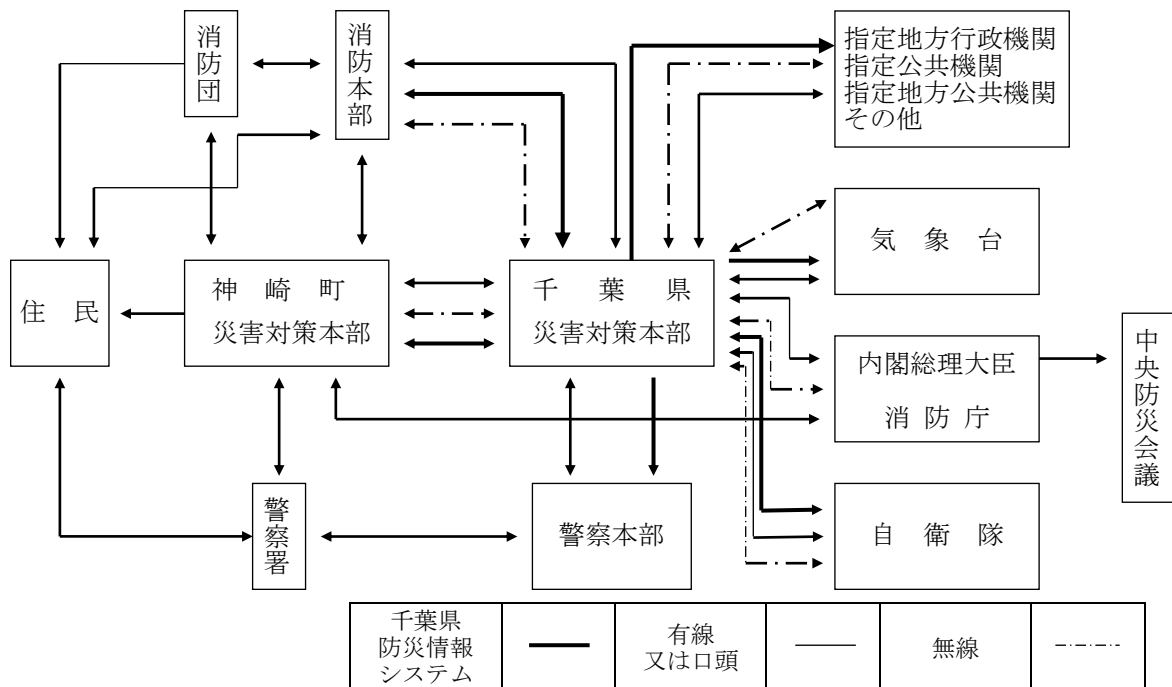 消防団
消防本部
指定地方行政機関
指定公共機関
指定地方公共機関
その他
気象台
住民
神崎町
災害対策本部
千葉県
災害対策本部
内閣総理大臣
消防庁
中央防災会議
警察署
警察本部
自衛隊
千葉県
防災情報
システム
有線
又は口頭
無線